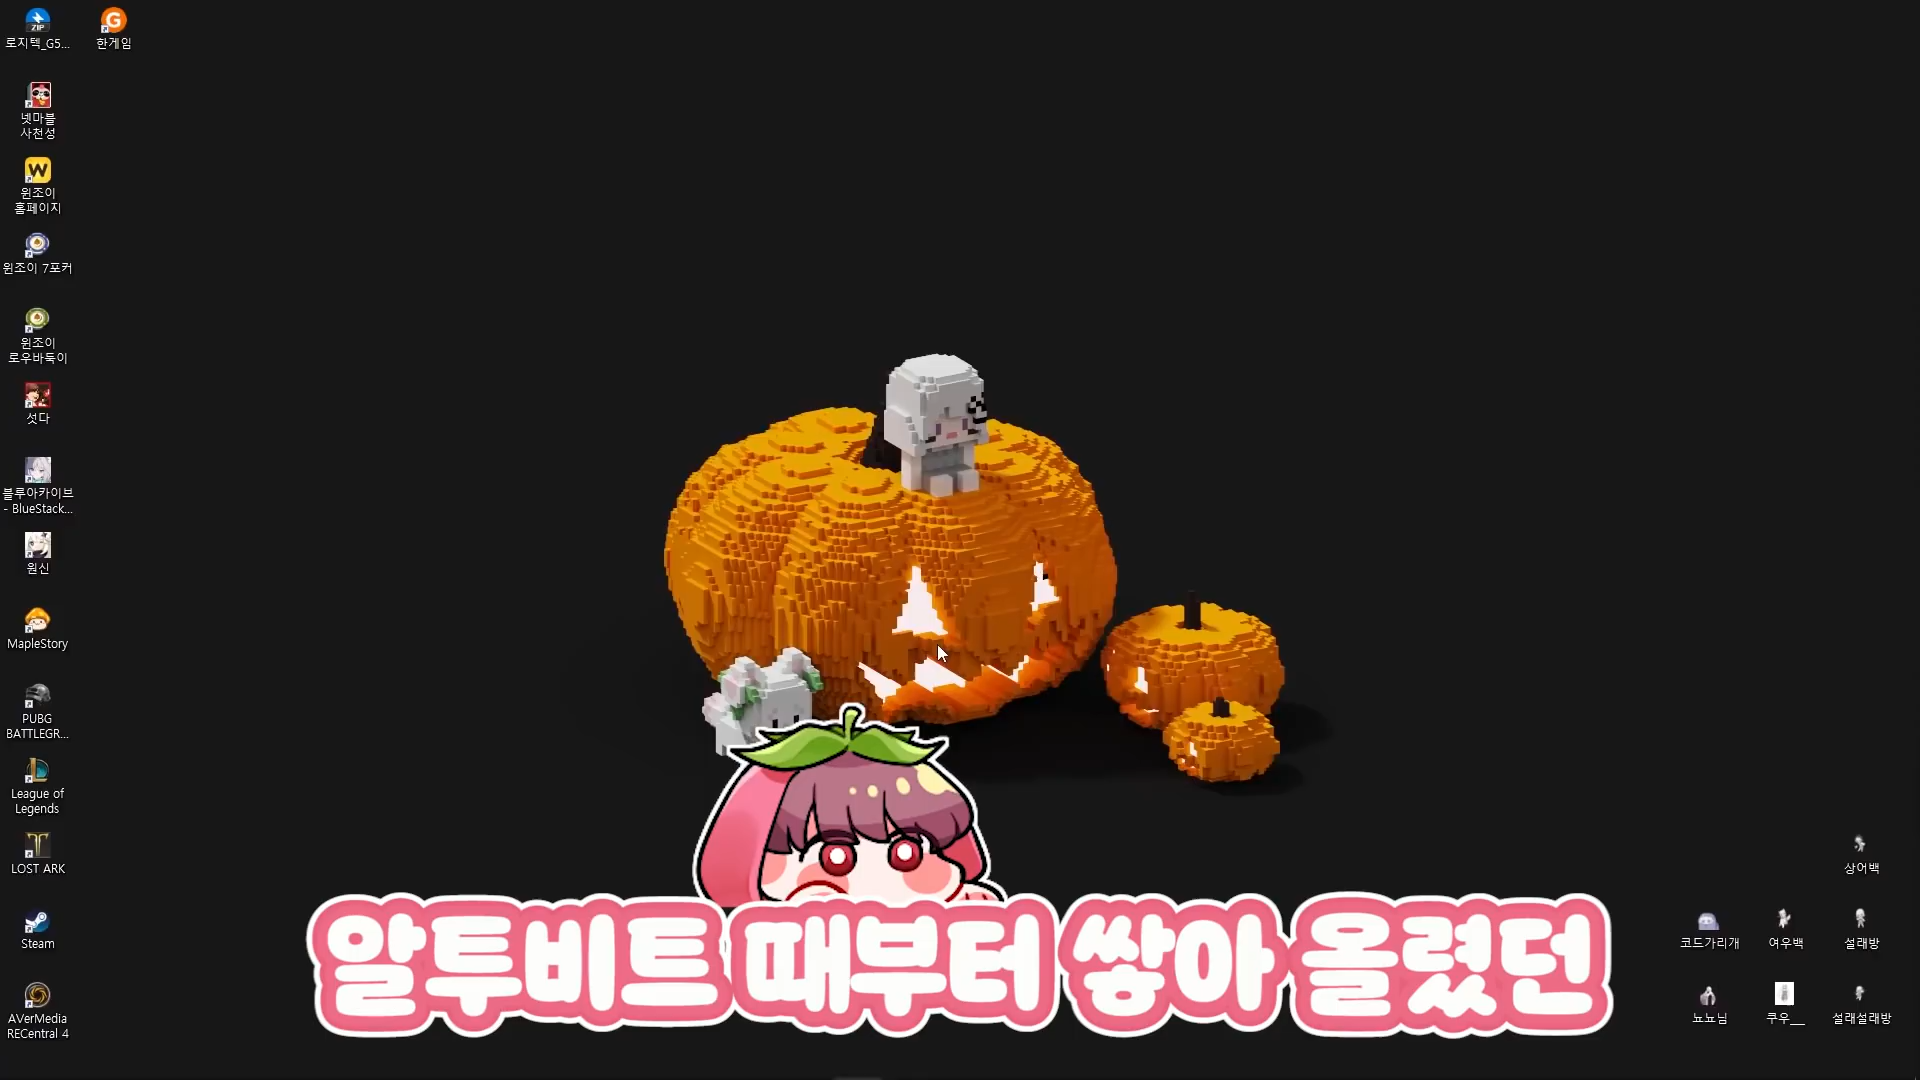 로지텍_G5...
한게임
넷마블
사천성
윈조이
홈페이지
윈조이 7포커
윈조이
로우바둑이
섯다
블루아카이브
- BlueStack...
원신
MapleStory
PUBG
BATTLEGR...
League of
Legends
LOST ARK
Steam
AVerMedia
RECentral 4
상어백
코드가리개
여우백
설래방
뇨뇨님
쿠우___
설래설래방
알투비트 때부터 쌓아 올렸던